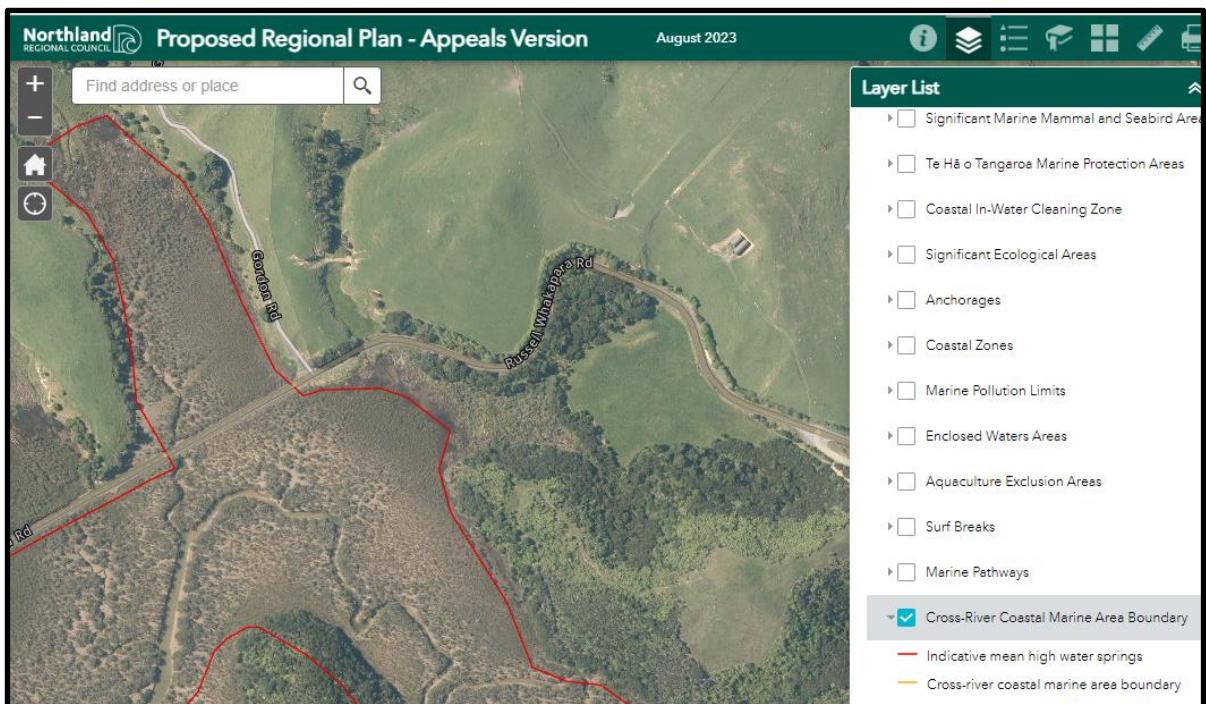 Northland
REGIONAL COUNCIL
Proposed Regional Plan - Appeals Version
August 2023
Find address or place
Layer List
Significant Marine Mammal and Seabird Area
Te Hā o Tangaroa Marine Protection Areas
Coastal In-Water Cleaning Zone
Significant Ecological Areas
Anchorages
Coastal Zones
Marine Pollution Limits
Enclosed Waters Areas
Aquaculture Exclusion Areas
Surf Breaks
Marine Pathways
Cross-River Coastal Marine Area Boundary
Indicative mean high water springs
Cross-river coastal marine area boundary
Gordon Rd
Russell Whakapara Rd
Rd